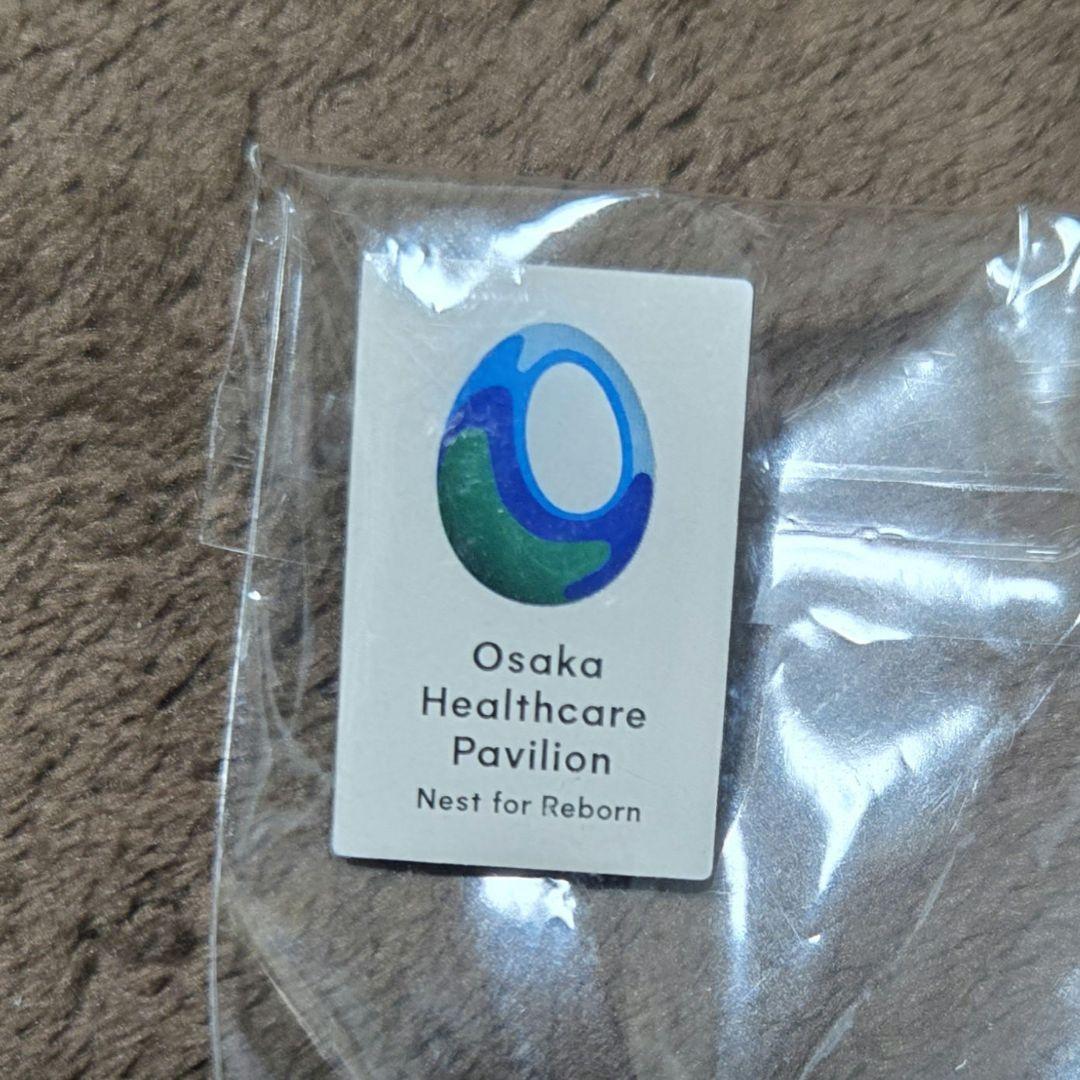 Osaka
Healthcare
Pavilion
Nest for Reborn